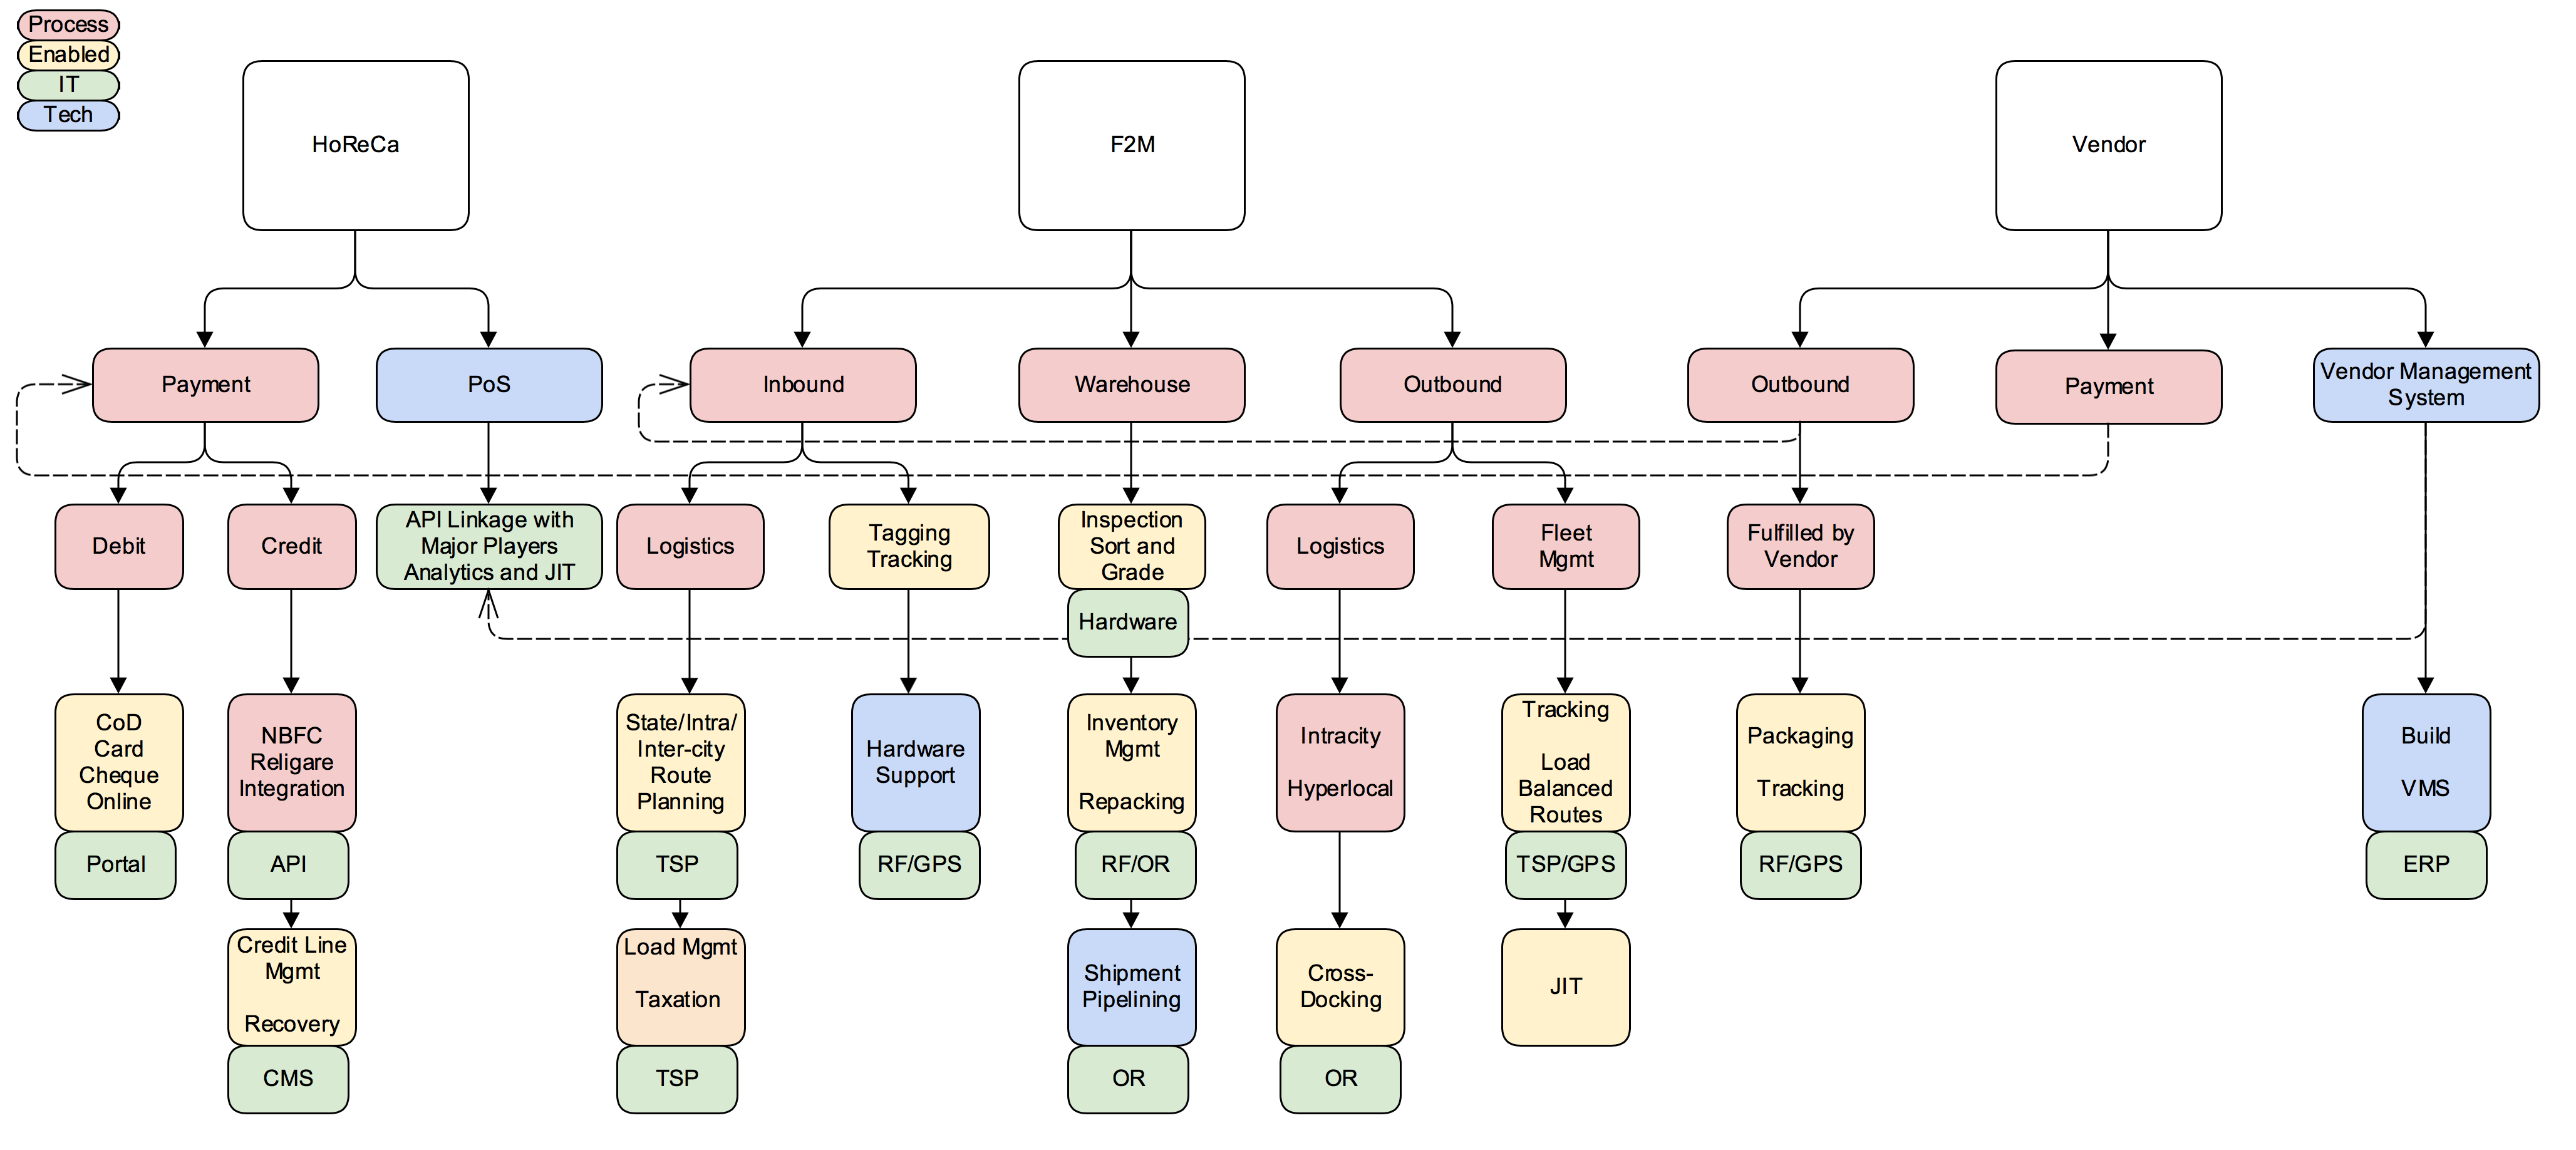 Process
Enabled
IT
Tech
HoReCa
F2M
Vendor
Payment
PoS
Inbound
Warehouse
Outbound
Outbound
Payment
Vendor Management
System
Debit
Credit
API Linkage with
Major Players
Analytics and JIT
Logistics
Tagging
Tracking
Inspection
Sort and
Grade
Hardware
Logistics
Fleet
Mgmt
Fulfilled by
Vendor
CoD
Card
Cheque
Online
Portal
NBFC
Religare
Integration
API
State/Intra/
Inter-city
Route
Planning
TSP
Hardware
Support
RF/GPS
Inventory
Mgmt
Repacking
RF/OR
Intracity
Hyperlocal
Tracking
Load
Balanced
Routes
TSP/GPS
Packaging
Tracking
RF/GPS
Build
VMS
ERP
Credit Line
Mgmt
Recovery
CMS
Load Mgmt
Taxation
TSP
Shipment
Pipelining
OR
Cross-
Docking
OR
JIT